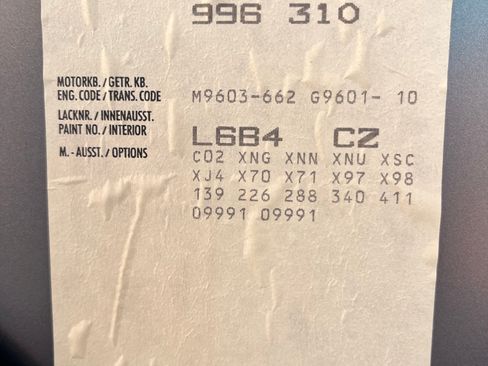 996 310
MOTORKB. / GETR. KB.
ENG. CODE / TRANS. CODE M9603-662 G9601- 10
LACKNR. / INNENAUSST.
PAINT NO. / INTERIOR L6B4 CZ
M. - AUSST. / OPTIONS C02 XNG XNN XNU XSC
XJ4 X70 X71 X97 X98
139 226 288 340 411
09991 09991